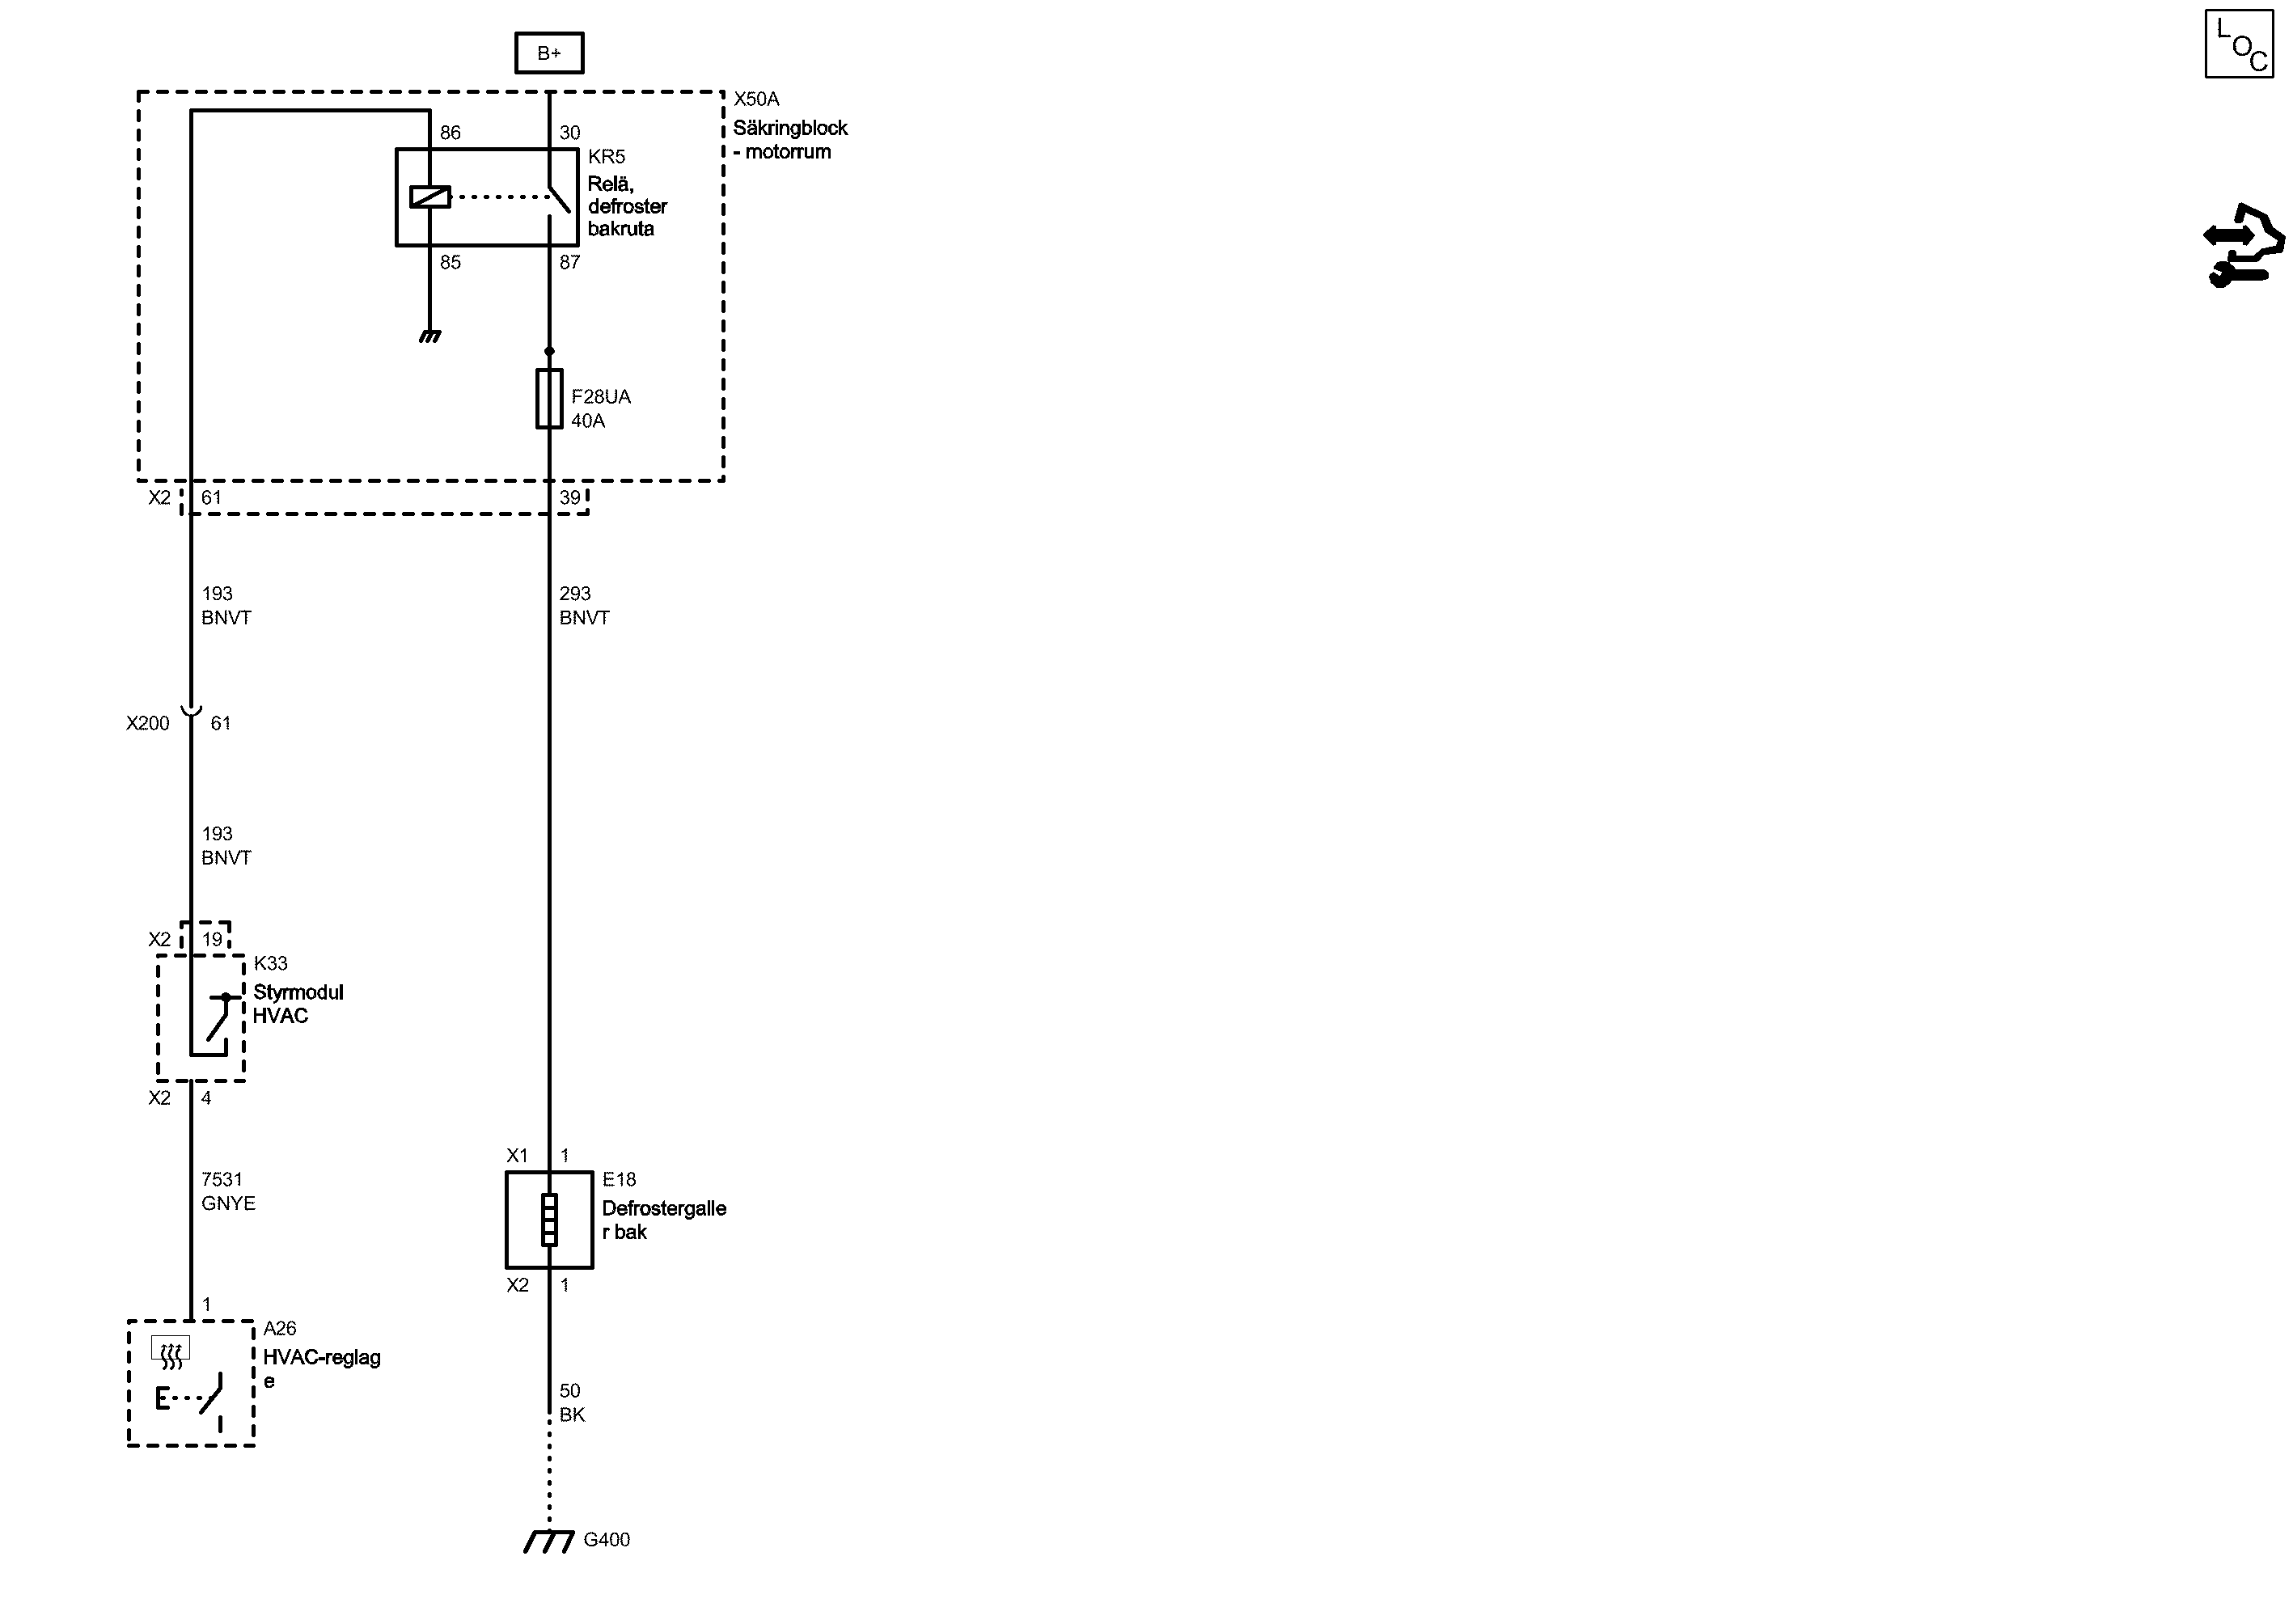 B+
LOC
X50A
Säkringblock
- motorrum
86
30
KR5
Relä,
defroster
bakruta
85
87
F28UA
40A
X2
61
39
193
BNVT
293
BNVT
X200
61
193
BNVT
X2
19
K33
Styrmodul
HVAC
X2
4
X1
1
7531
GNYE
E18
Defrostergalle
r bak
X2
1
1
A26
HVAC-reglag
e
50
BK
G400